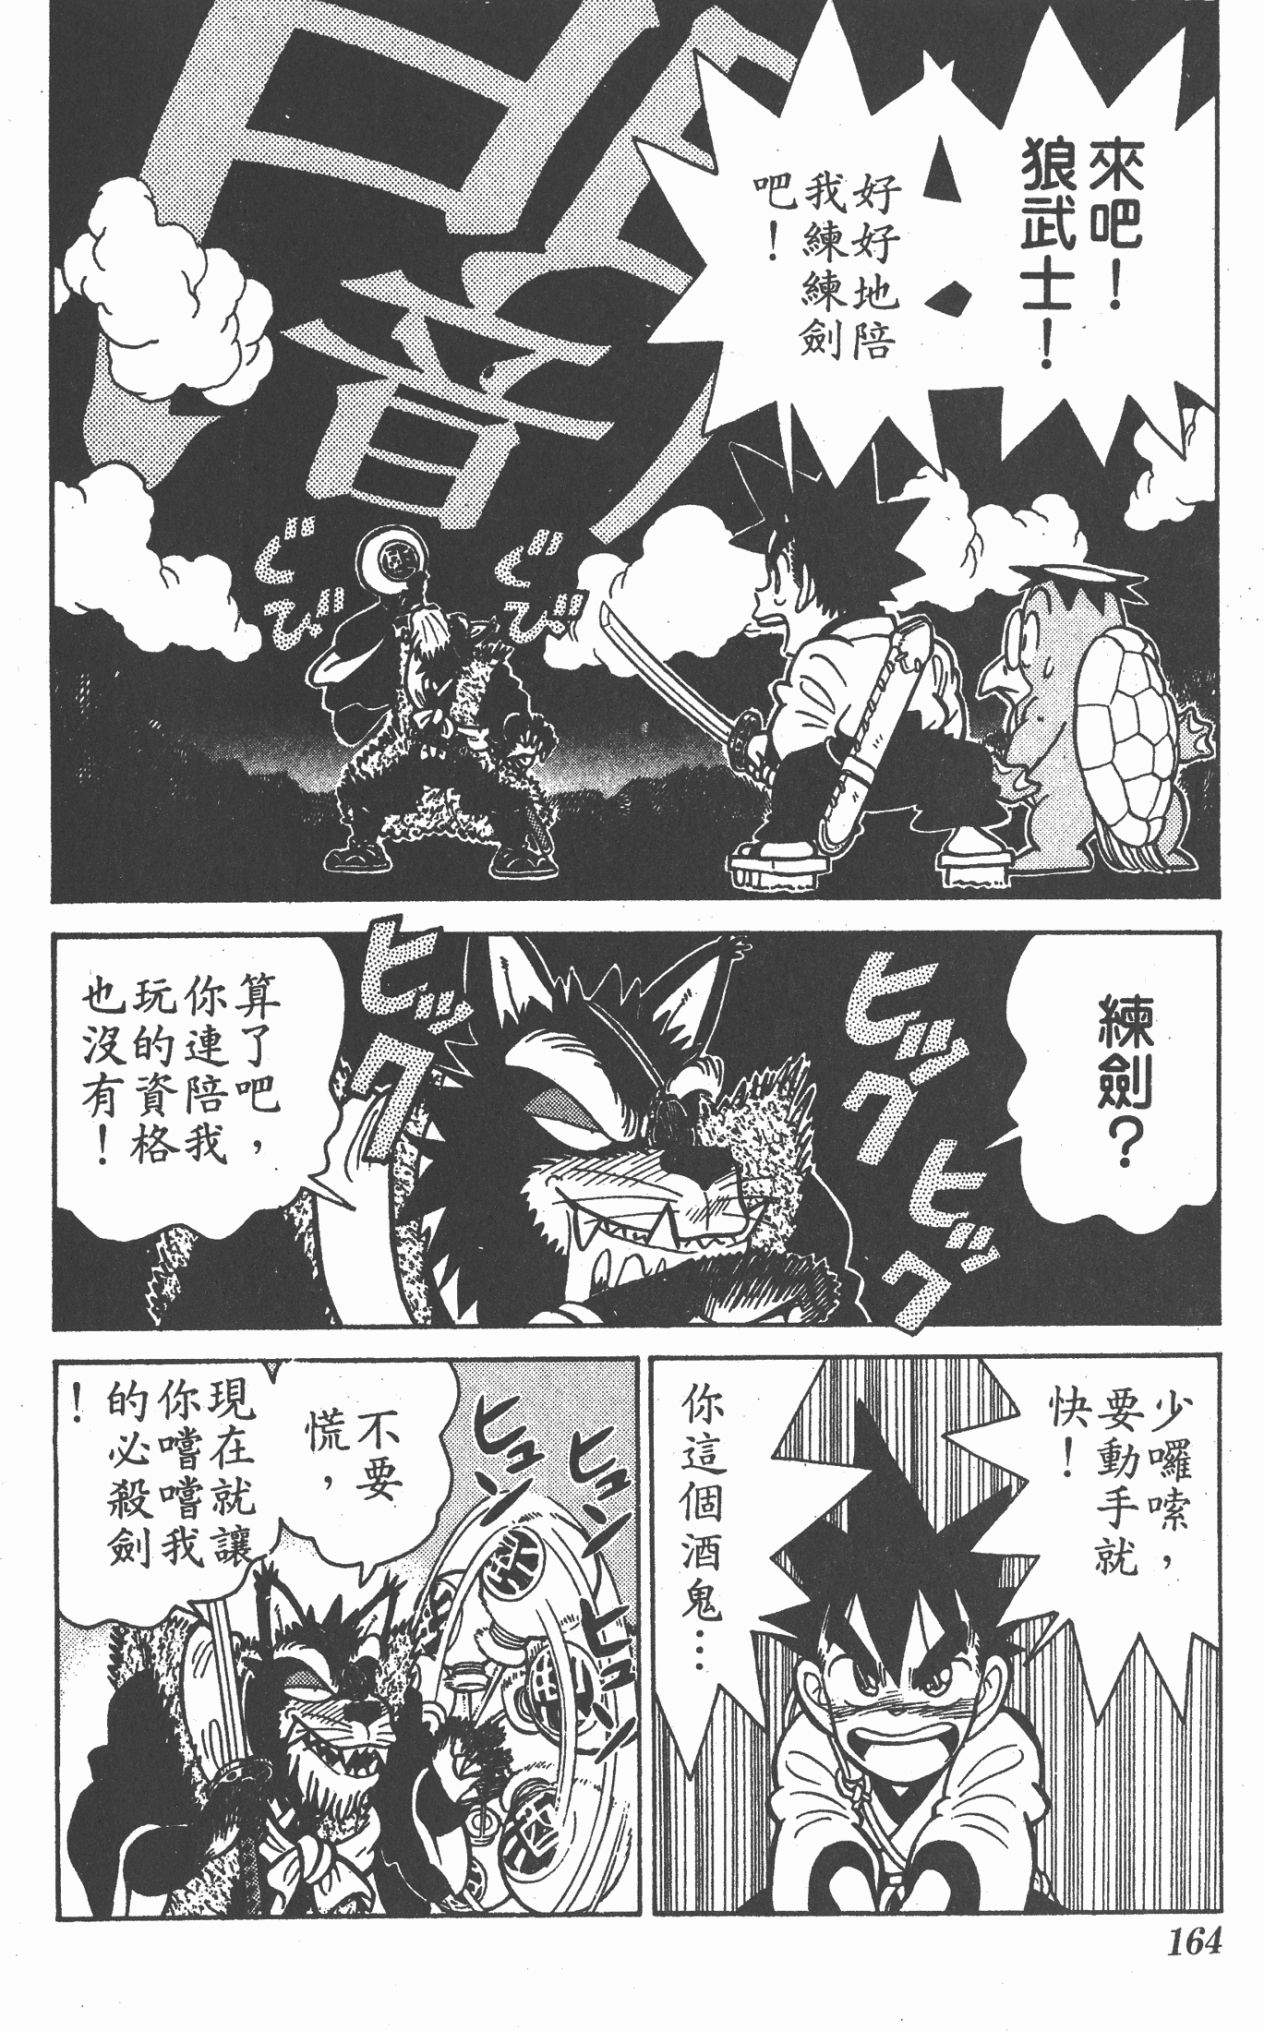 來吧！
狼武士！
好好地陪
我練練劍
吧！
ぐび
ぐび
練劍？
ヒック
ヒック
ヒック
算了吧，
你連陪我
玩的資格
也沒有！
少囉嗦，
要動手就
快！
你這個酒鬼…
不要
慌，
現在就讓
你嚐嚐我
的必殺劍
！
ヒュン
ヒュン
ヒュン
ヒュン
164